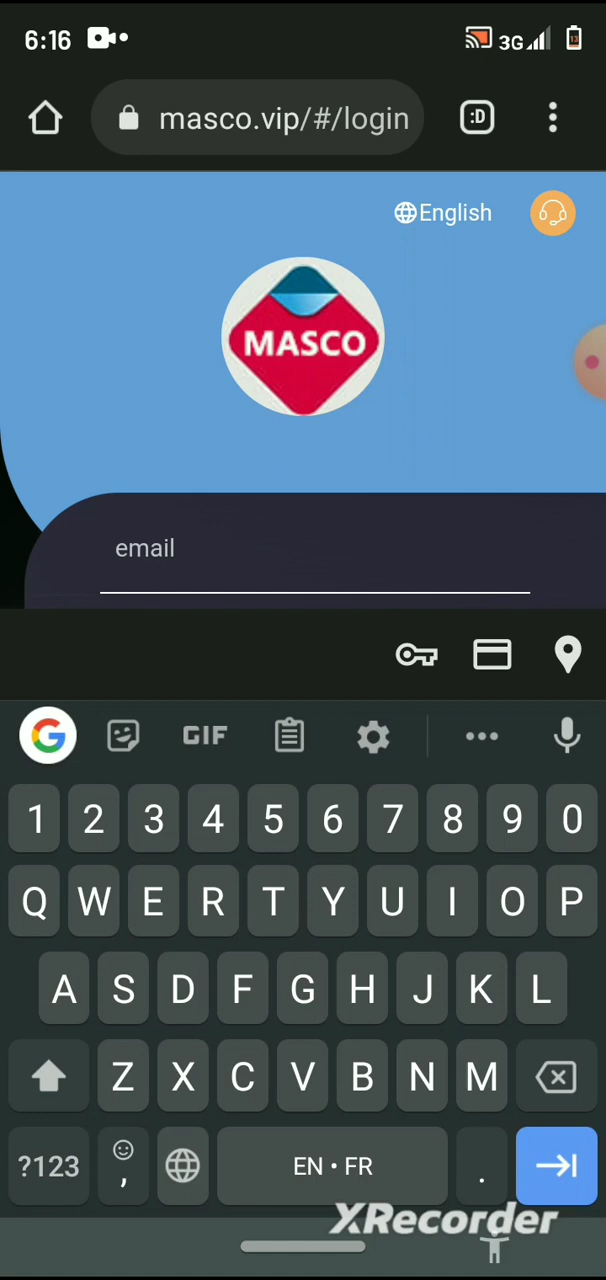 6:16
3G
13
:D
masco.vip/#/login
English
MASCO
email
GIF
1 2 3 4 5 6 7 8 9 0
Q W E R T Y U I O P
A S D F G H J K L
Z X C V B N M
?123 , EN • FR .
XRecorder